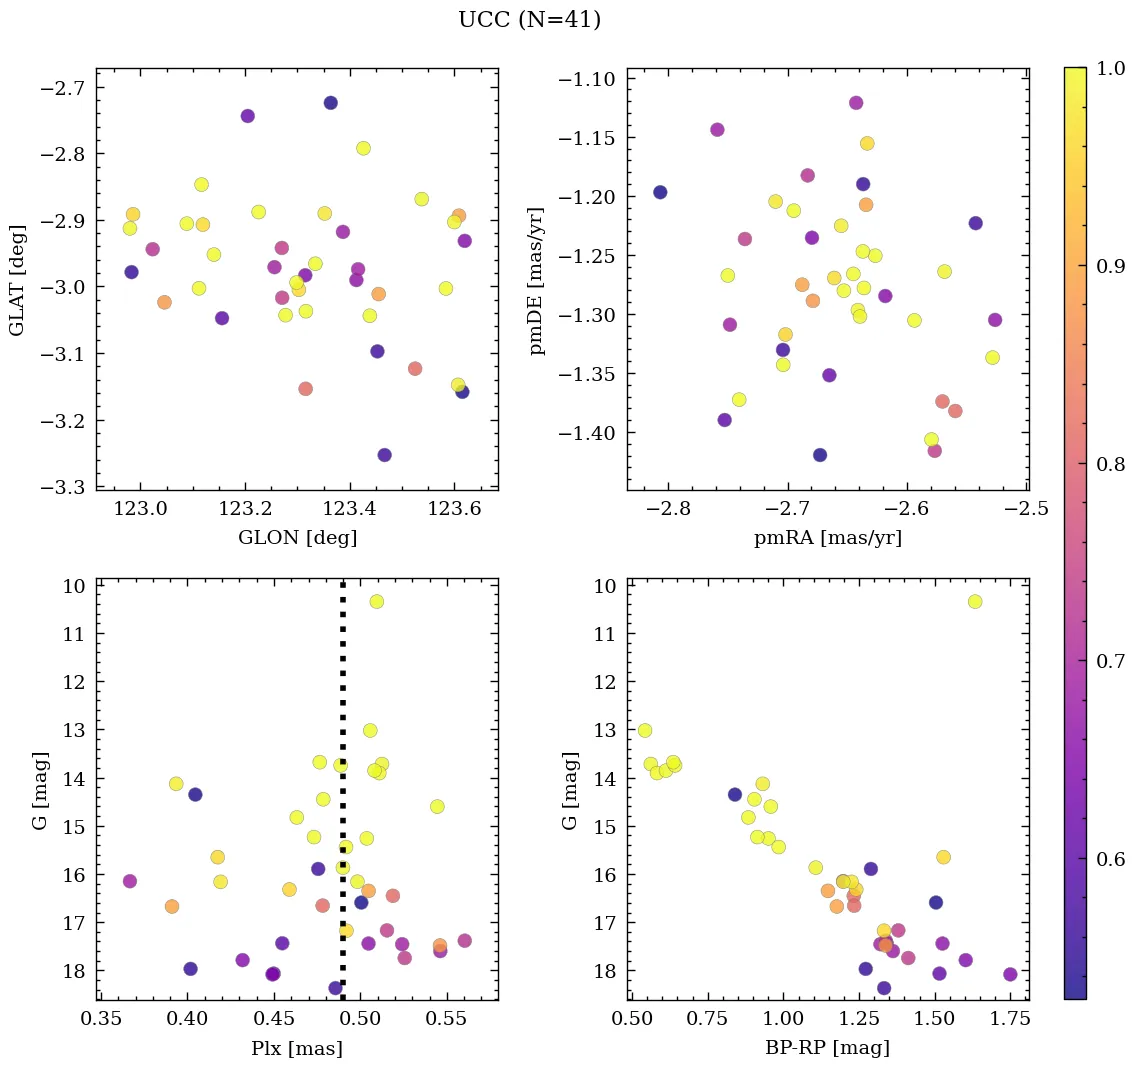 UCC (N=41)
−2.7
−2.8
−2.9
−3.0
−3.1
−3.2
−3.3
GLAT [deg]
123.0 123.2 123.4 123.6
GLON [deg]
−1.10
−1.15
−1.20
−1.25
−1.30
−1.35
−1.40
pmDE [mas/yr]
−2.8 −2.7 −2.6 −2.5
pmRA [mas/yr]
10
11
12
13
14
15
16
17
18
G [mag]
0.35 0.40 0.45 0.50 0.55
Plx [mas]
10
11
12
13
14
15
16
17
18
G [mag]
0.50 0.75 1.00 1.25 1.50 1.75
BP-RP [mag]
1.0
0.9
0.8
0.7
0.6